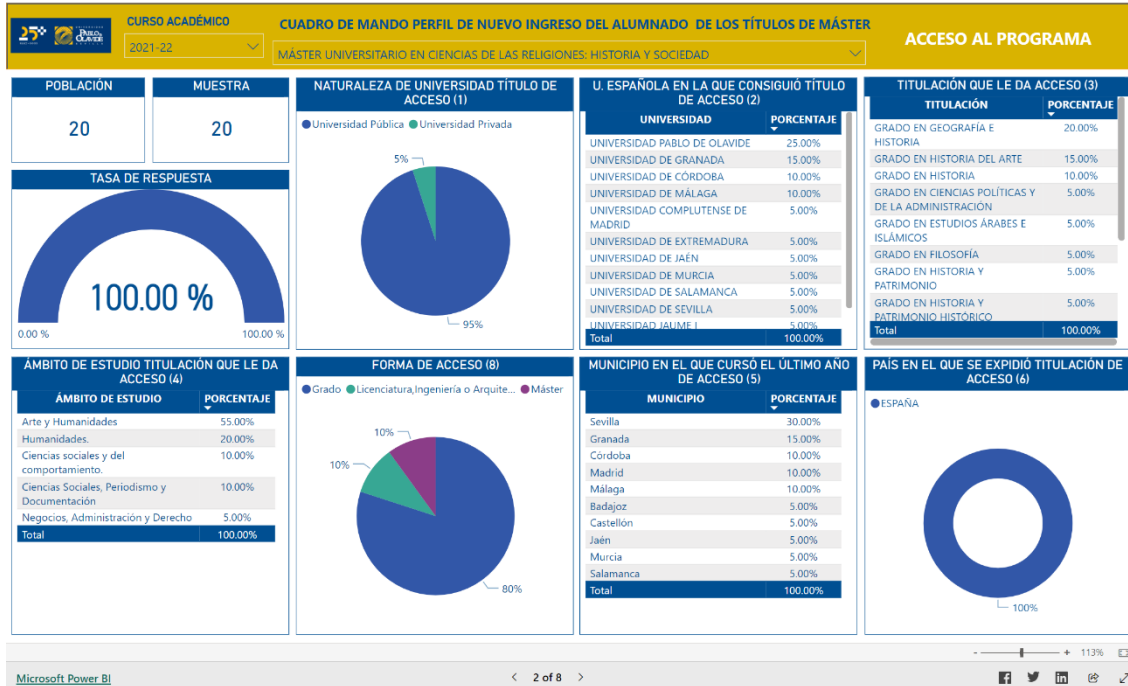 25
PABLO DE OLAVIDE
CURSO ACADÉMICO
2021-22
CUADRO DE MANDO PERFIL DE NUEVO INGRESO DEL ALUMNADO DE LOS TÍTULOS DE MÁSTER
MÁSTER UNIVERSITARIO EN CIENCIAS DE LAS RELIGIONES: HISTORIA Y SOCIEDAD
ACCESO AL PROGRAMA
POBLACIÓN
20
MUESTRA
20
TASA DE RESPUESTA
100.00 %
0.00 %
100.00 %
NATURALEZA DE UNIVERSIDAD TÍTULO DE
ACCESO (1)
Universidad Pública Universidad Privada
5%
95%
U. ESPAÑOLA EN LA QUE CONSIGUIÓ TÍTULO
DE ACCESO (2)
UNIVERSIDAD PORCENTAJE
UNIVERSIDAD PABLO DE OLAVIDE 25.00%
UNIVERSIDAD DE GRANADA 15.00%
UNIVERSIDAD DE CÓRDOBA 10.00%
UNIVERSIDAD DE MÁLAGA 10.00%
UNIVERSIDAD COMPLUTENSE DE 5.00%
MADRID
UNIVERSIDAD DE EXTREMADURA 5.00%
UNIVERSIDAD DE JAÉN 5.00%
UNIVERSIDAD DE MURCIA 5.00%
UNIVERSIDAD DE SALAMANCA 5.00%
UNIVERSIDAD DE SEVILLA 5.00%
UNIVERSIDAD JAUME I 5.00%
Total 100.00%
TITULACIÓN QUE LE DA ACCESO (3)
TITULACIÓN PORCENTAJE
GRADO EN GEOGRAFÍA E 20.00%
HISTORIA
GRADO EN HISTORIA DEL ARTE 15.00%
GRADO EN HISTORIA 10.00%
GRADO EN CIENCIAS POLÍTICAS Y 5.00%
DE LA ADMINISTRACIÓN
GRADO EN ESTUDIOS ÁRABES E 5.00%
ISLÁMICOS
GRADO EN FILOSOFÍA 5.00%
GRADO EN HISTORIA Y 5.00%
PATRIMONIO
GRADO EN HISTORIA Y 5.00%
PATRIMONIO HISTÓRICO
Total 100.00%
ÁMBITO DE ESTUDIO TITULACIÓN QUE LE DA
ACCESO (4)
ÁMBITO DE ESTUDIO PORCENTAJE
Arte y Humanidades 55.00%
Humanidades. 20.00%
Ciencias sociales y del 10.00%
comportamiento.
Ciencias Sociales, Periodismo y 10.00%
Documentación
Negocios, Administración y Derecho 5.00%
Total 100.00%
FORMA DE ACCESO (8)
Grado Licenciatura,Ingeniería o Arquite... Máster
10%
10%
80%
MUNICIPIO EN EL QUE CURSÓ EL ÚLTIMO AÑO
DE ACCESO (5)
MUNICIPIO PORCENTAJE
Sevilla 30.00%
Granada 15.00%
Córdoba 10.00%
Madrid 10.00%
Málaga 10.00%
Badajoz 5.00%
Castellón 5.00%
Jaén 5.00%
Murcia 5.00%
Salamanca 5.00%
Total 100.00%
PAÍS EN EL QUE SE EXPIDIÓ TITULACIÓN DE
ACCESO (6)
ESPAÑA
100%
- + 113%
Microsoft Power BI
< 2 of 8 >